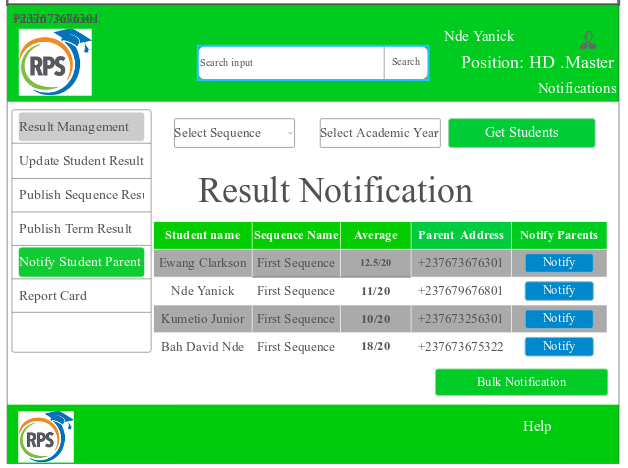 +237673676301
RPS
Nde Yanick
Search input
Search
Position: HD .Master
Notifications
Result Management
Select Sequence
Select Academic Year
Get Students
Update Student Result
Publish Sequence Resu
Result Notification
Publish Term Result
Student name Sequence Name Average Parent Address Notify Parents
Notify Student Parent
Ewang Clarkson First Sequence 12.5/20 +237673676301 Notify
Report Card
Nde Yanick First Sequence 11/20 +237679676801 Notify
Kumetio Junior First Sequence 10/20 +237673256301 Notify
Bah David Nde First Sequence 18/20 +237673675322 Notify
Bulk Notification
RPS
Help